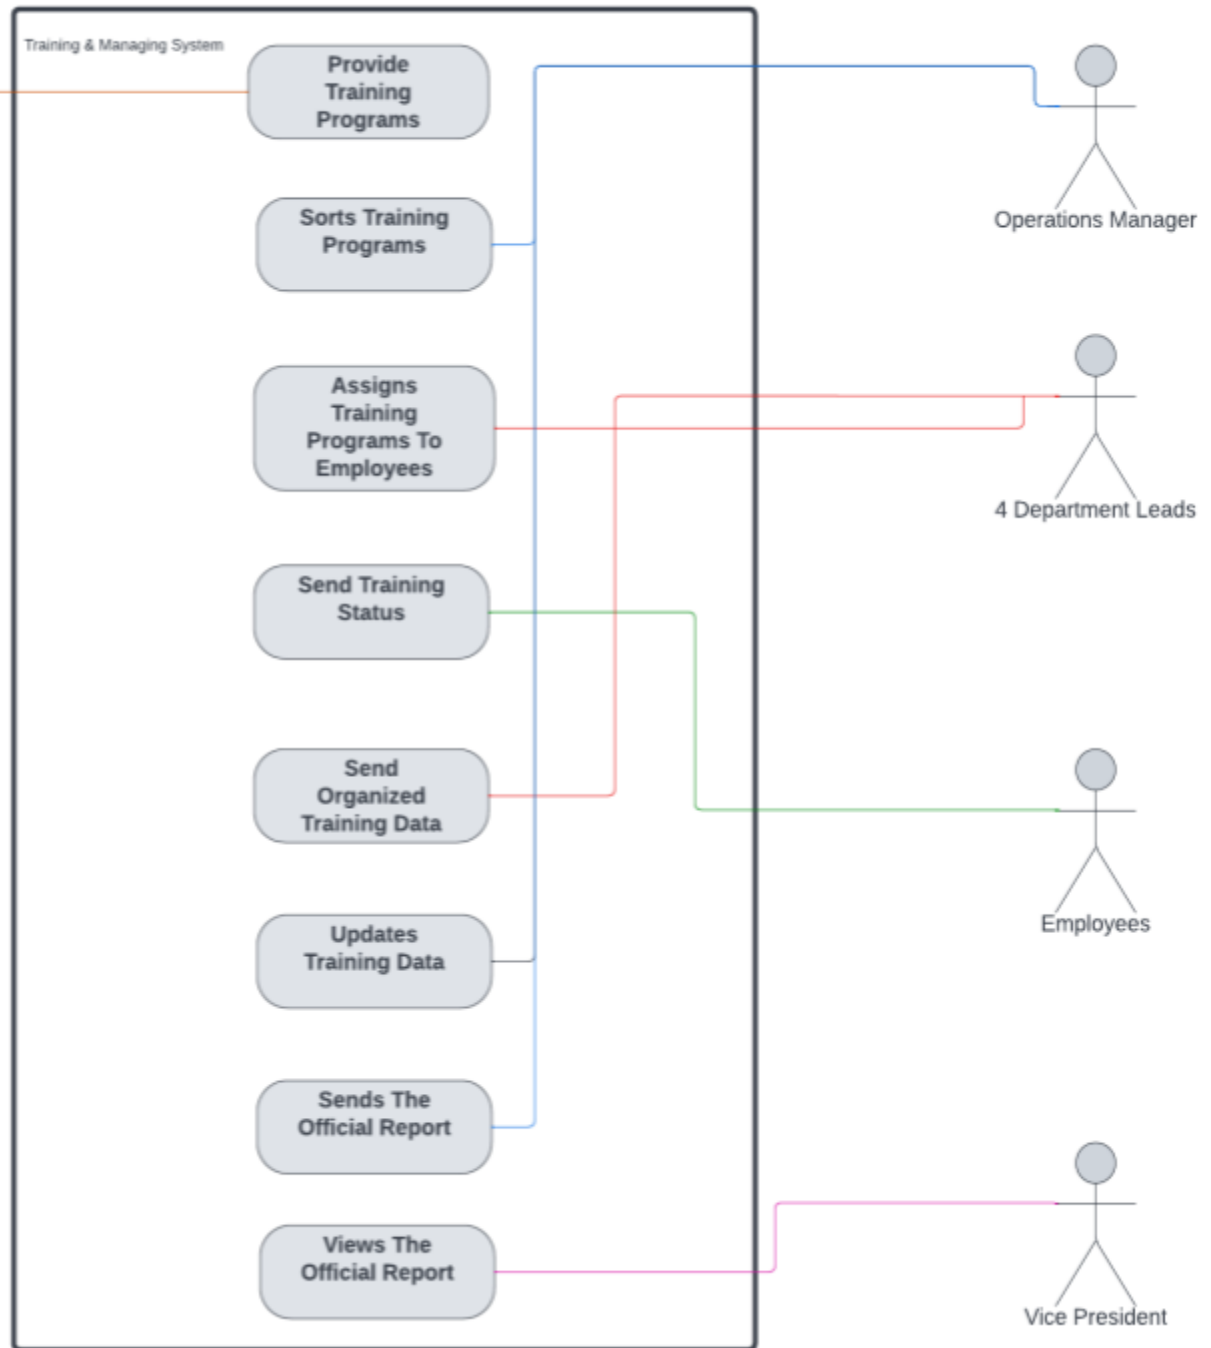 Training & Managing System
Provide
Training
Programs
Sorts Training
Programs
Operations Manager
Assigns
Training
Programs To
Employees
4 Department Leads
Send Training
Status
Send
Organized
Training Data
Employees
Updates
Training Data
Sends The
Official Report
Views The
Official Report
Vice President